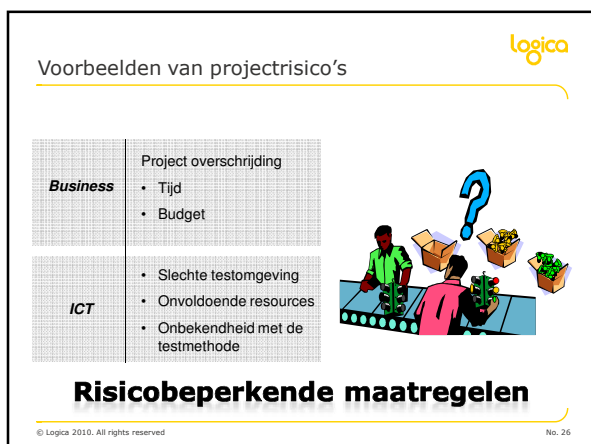 logica
Voorbeelden van projectrisico's
Business
Project overschrijding
• Tijd
• Budget
ICT
• Slechte testomgeving
• Onvoldoende resources
• Onbekendheid met de
testmethode
Risicobeperkende maatregelen
© Logica 2010. All rights reserved
No. 26